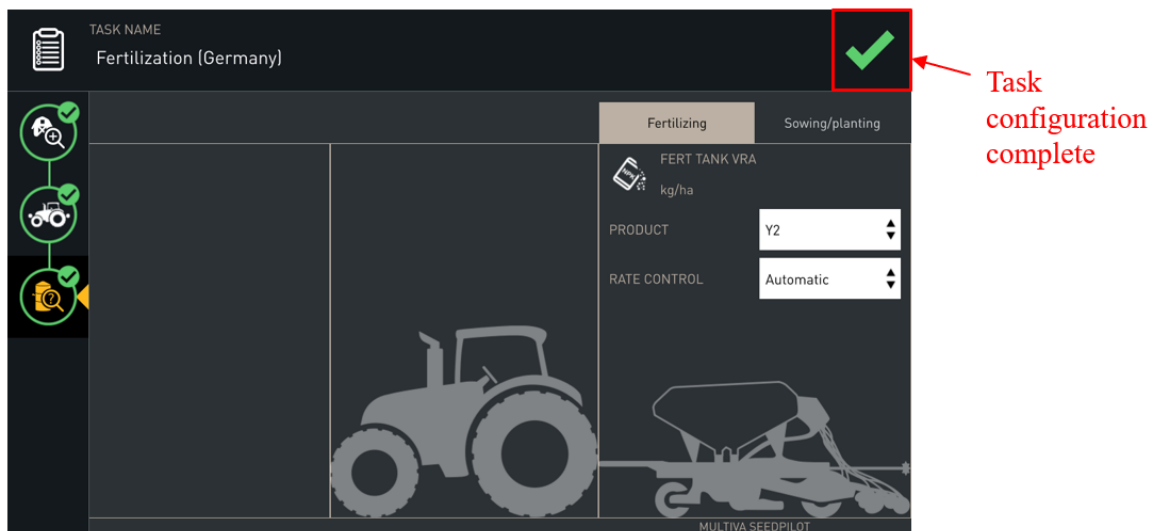 TASK NAME
Fertilization (Germany)
Task
configuration
complete
Fertilizing
Sowing/planting
NPK
FERT TANK VRA
kg/ha
PRODUCT
Y2
RATE CONTROL
Automatic
MULTIVA SEEDPILOT